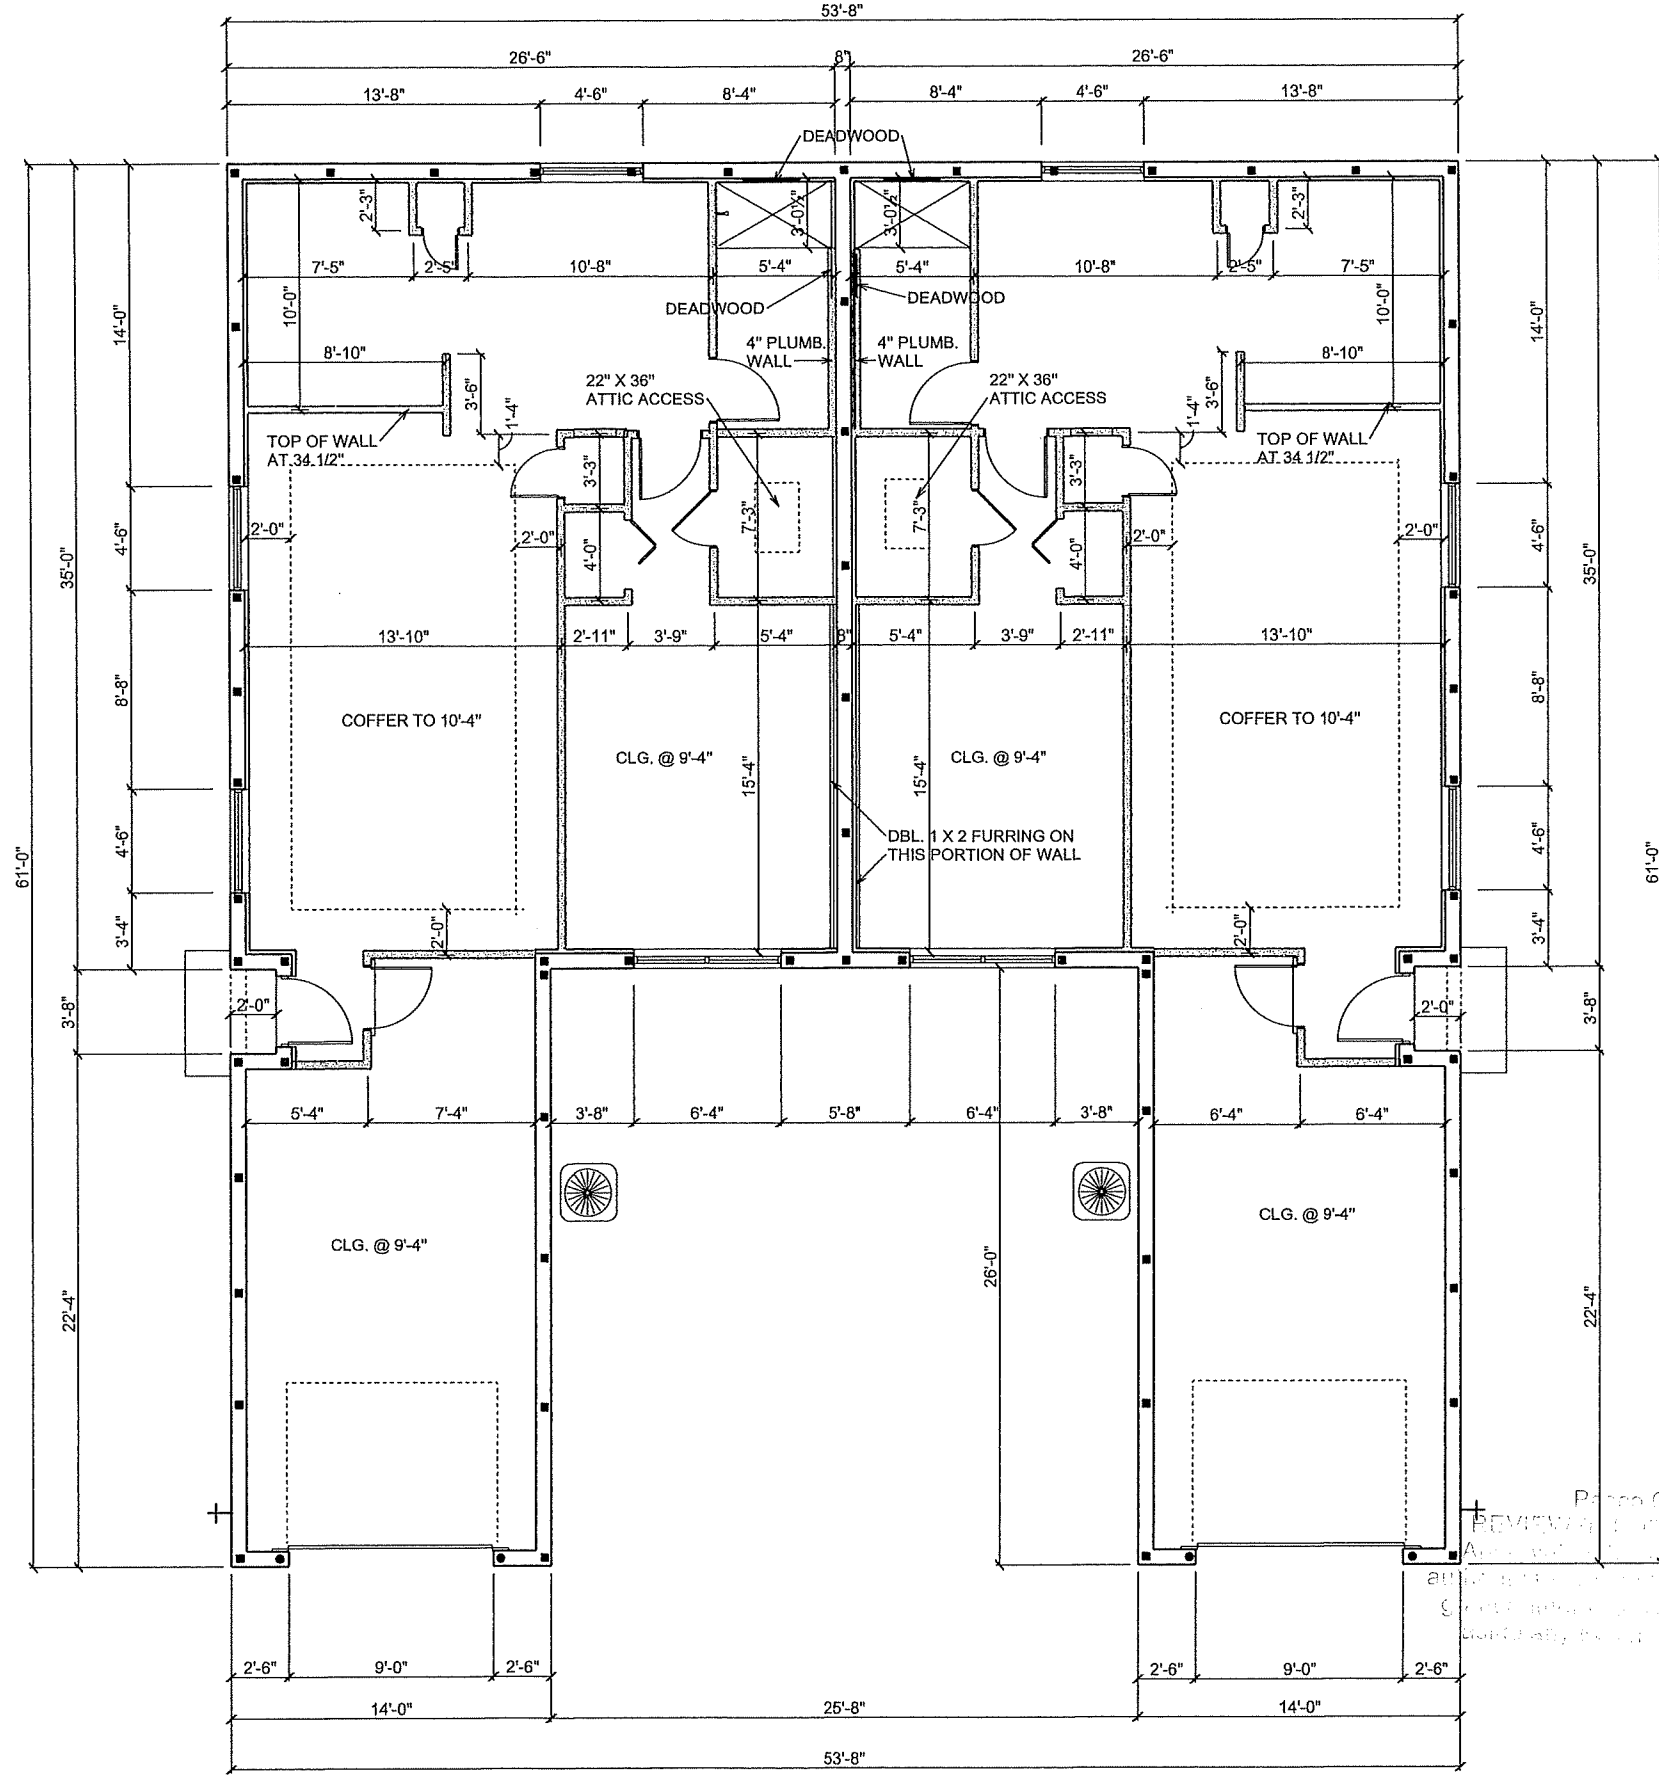 53'-8"
26'-6" 8" 26'-6"
13'-8" 4'-6" 8'-4" 8'-4" 4'-6" 13'-8"
DEADWOOD
2'-3" 3'-0½" 3'-0½" 2'-3"
7'-5" 2'-5" 10'-8" 5'-4" 5'-4" 10'-8" 2'-5" 7'-5"
DEADWOOD DEADWOOD
14'-0" 10'-0" 10'-0" 14'-0"
4" PLUMB. 4" PLUMB.
WALL WALL
8'-10" 8'-10"
22" X 36" 22" X 36"
ATTIC ACCESS ATTIC ACCESS
3'-6" 1'-4" 1'-4" 3'-6"
TOP OF WALL TOP OF WALL
AT 34 1/2" AT 34 1/2"
3'-3" 3'-3"
7'-3" 7'-3"
4'-6" 2'-0" 2'-0" 2'-0" 2'-0" 4'-6"
35'-0" 4'-0" 4'-0" 35'-0"
13'-10" 2'-11" 3'-9" 5'-4" 8" 5'-4" 3'-9" 2'-11" 13'-10"
8'-8" 8'-8"
COFFER TO 10'-4" COFFER TO 10'-4"
CLG. @ 9'-4" CLG. @ 9'-4"
15'-4" 15'-4"
DBL. 1 X 2 FURRING ON
THIS PORTION OF WALL
4'-6" 4'-6"
61'-0" 61'-0"
3'-4" 2'-0" 2'-0" 3'-4"
3'-8" 2'-0" 2'-0" 3'-8"
5'-4" 7'-4" 3'-8" 6'-4" 5'-8" 6'-4" 3'-8" 6'-4" 6'-4"
CLG. @ 9'-4"
CLG. @ 9'-4"
26'-0"
22'-4" 22'-4"
2'-6" 9'-0" 2'-6" 2'-6" 9'-0" 2'-6"
14'-0" 25'-8" 14'-0"
53'-8"